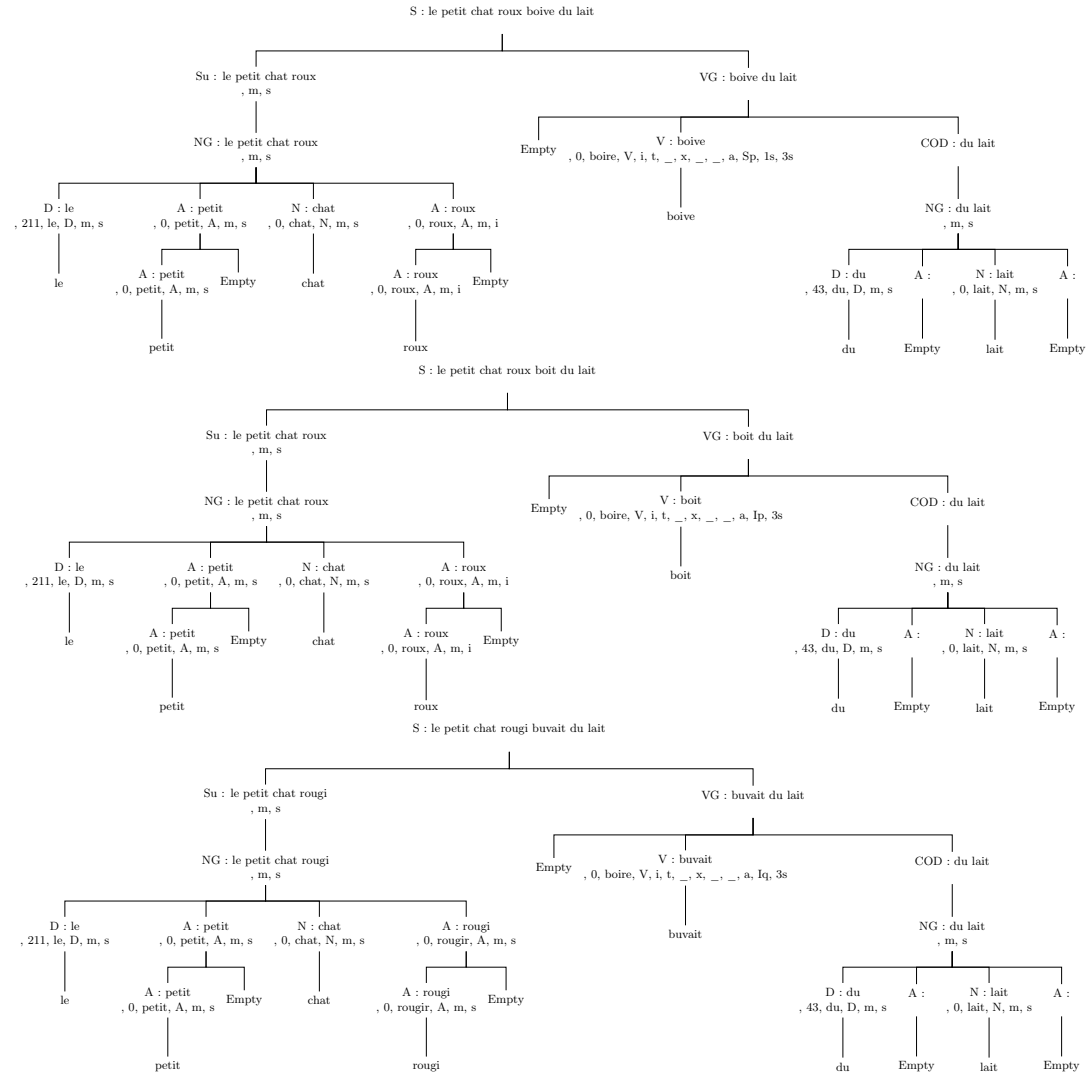 S : le petit chat roux boive du lait
Su : le petit chat roux
, m, s
VG : boive du lait
NG : le petit chat roux
, m, s
Empty
V : boive
, 0, boire, V, i, t, _, x, _, _, a, Sp, 1s, 3s
COD : du lait
D : le
, 211, le, D, m, s
A : petit
, 0, petit, A, m, s
N : chat
, 0, chat, N, m, s
A : roux
, 0, roux, A, m, i
boive
NG : du lait
, m, s
le
A : petit
, 0, petit, A, m, s
Empty
chat
A : roux
, 0, roux, A, m, i
Empty
D : du
, 43, du, D, m, s
A :
N : lait
, 0, lait, N, m, s
A :
petit
roux
du
Empty
lait
Empty
S : le petit chat roux boit du lait
Su : le petit chat roux
, m, s
VG : boit du lait
NG : le petit chat roux
, m, s
Empty
V : boit
, 0, boire, V, i, t, _, x, _, _, a, Ip, 3s
COD : du lait
D : le
, 211, le, D, m, s
A : petit
, 0, petit, A, m, s
N : chat
, 0, chat, N, m, s
A : roux
, 0, roux, A, m, i
boit
NG : du lait
, m, s
le
A : petit
, 0, petit, A, m, s
Empty
chat
A : roux
, 0, roux, A, m, i
Empty
D : du
, 43, du, D, m, s
A :
N : lait
, 0, lait, N, m, s
A :
petit
roux
du
Empty
lait
Empty
S : le petit chat rougi buvait du lait
Su : le petit chat rougi
, m, s
VG : buvait du lait
NG : le petit chat rougi
, m, s
Empty
V : buvait
, 0, boire, V, i, t, _, x, _, _, a, Iq, 3s
COD : du lait
D : le
, 211, le, D, m, s
A : petit
, 0, petit, A, m, s
N : chat
, 0, chat, N, m, s
A : rougi
, 0, rougir, A, m, s
buvait
NG : du lait
, m, s
le
A : petit
, 0, petit, A, m, s
Empty
chat
A : rougi
, 0, rougir, A, m, s
Empty
D : du
, 43, du, D, m, s
A :
N : lait
, 0, lait, N, m, s
A :
petit
rougi
du
Empty
lait
Empty